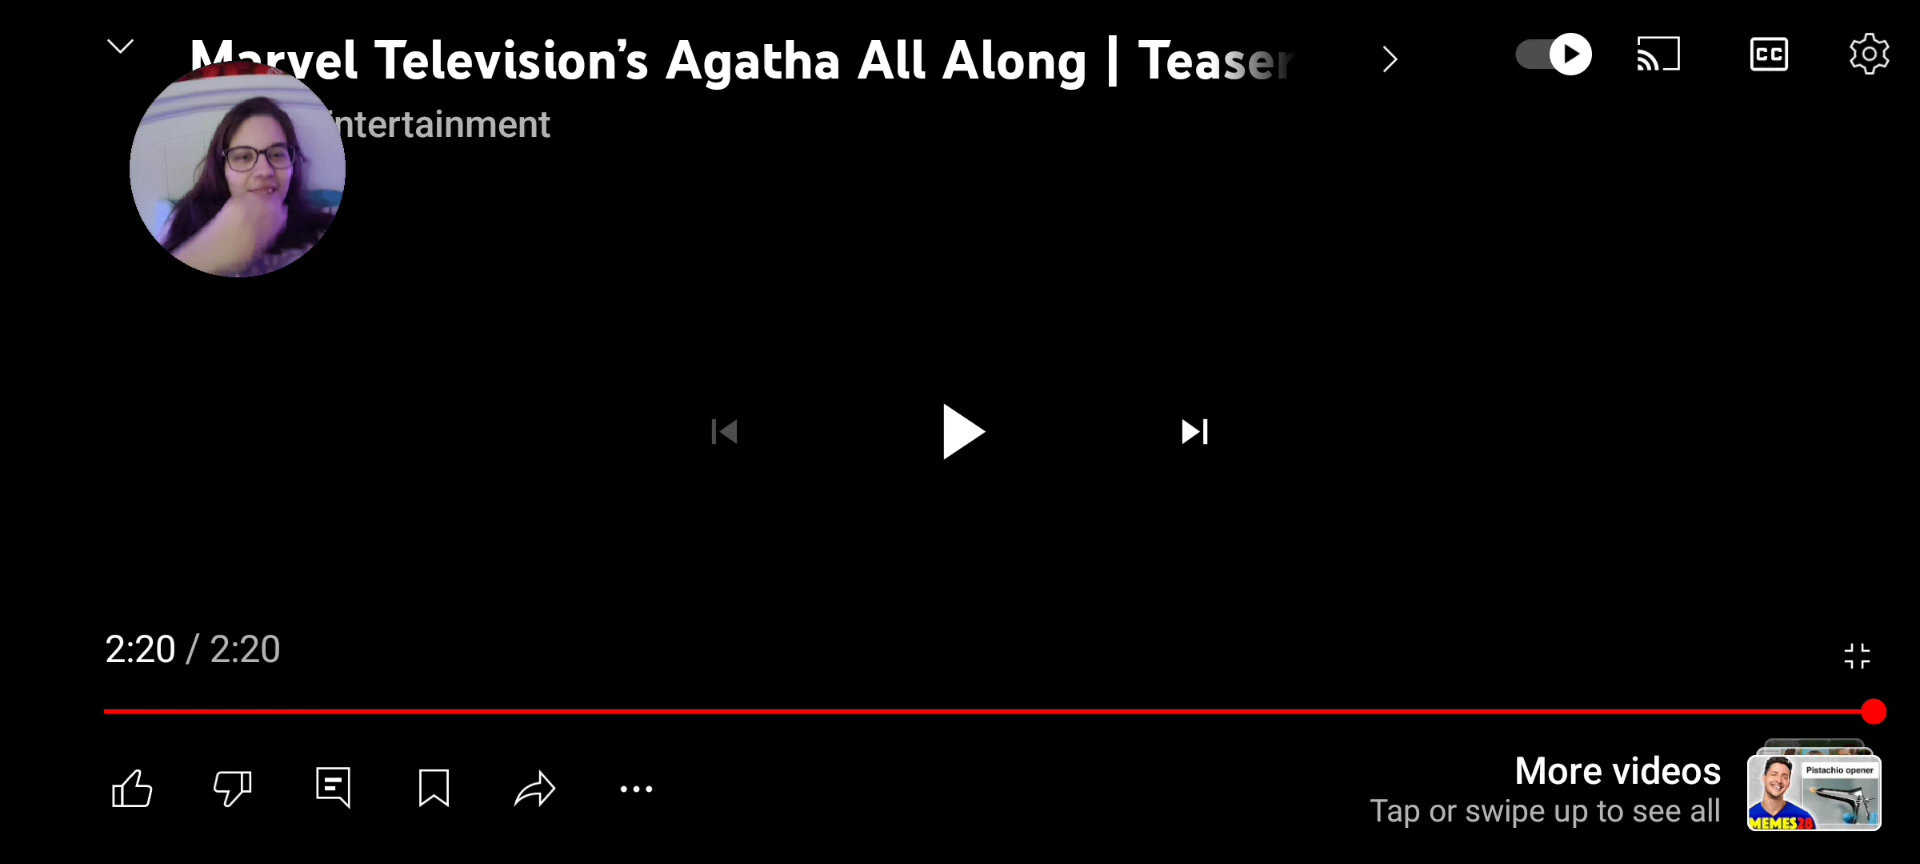 Marvel Television’s Agatha All Along | Teaser
ntertainment
CC
2:20 / 2:20
More videos
Tap or swipe up to see all
Pistachio opener
MEMES